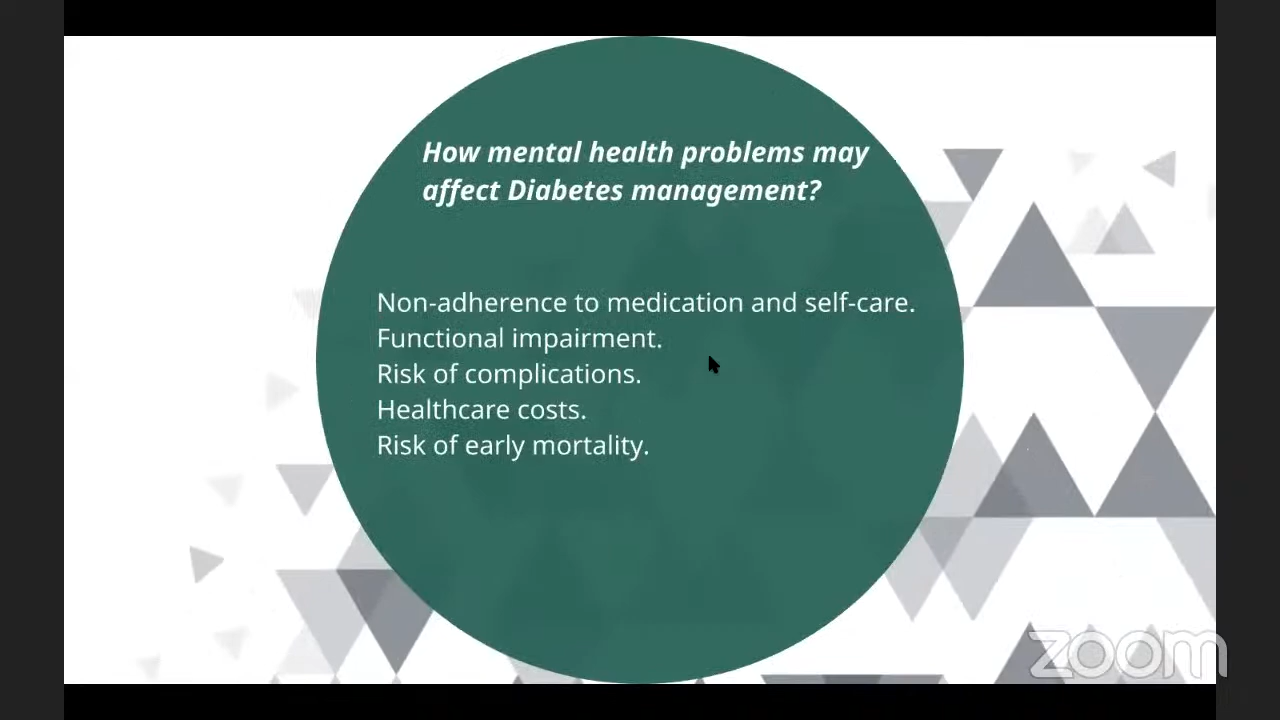 How mental health problems may
affect Diabetes management?
Non-adherence to medication and self-care.
Functional impairment.
Risk of complications.
Healthcare costs.
Risk of early mortality.
zoom